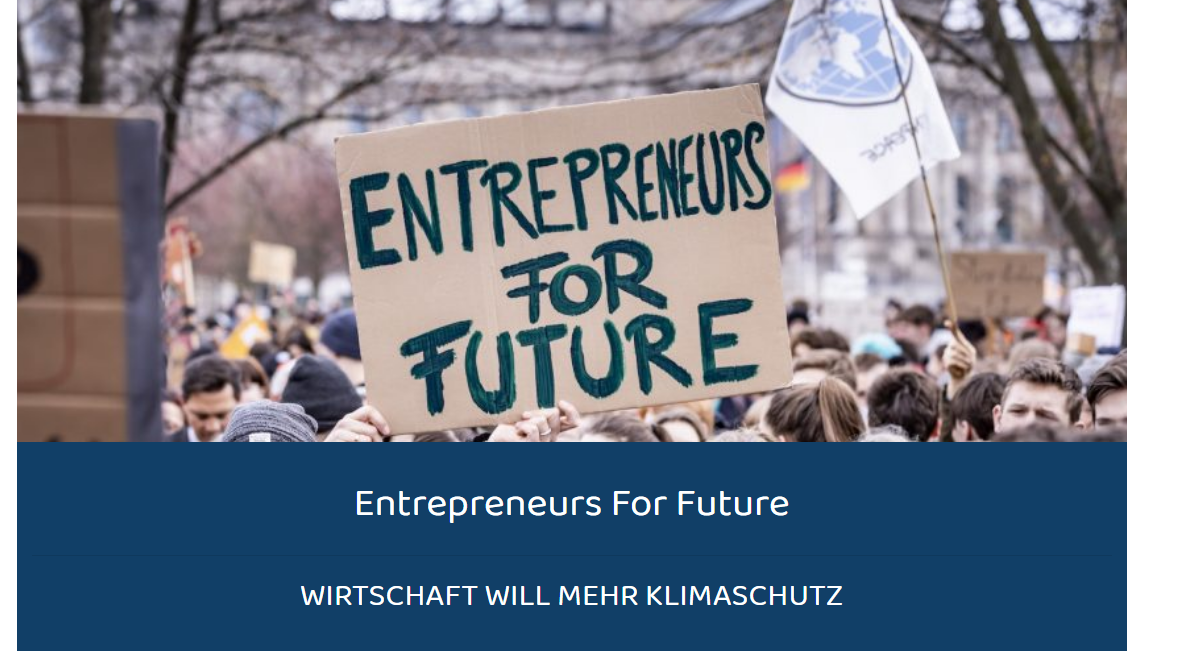 ENTREPRENEURS
FOR
FUTURE
Entrepreneurs For Future
WIRTSCHAFT WILL MEHR KLIMASCHUTZ